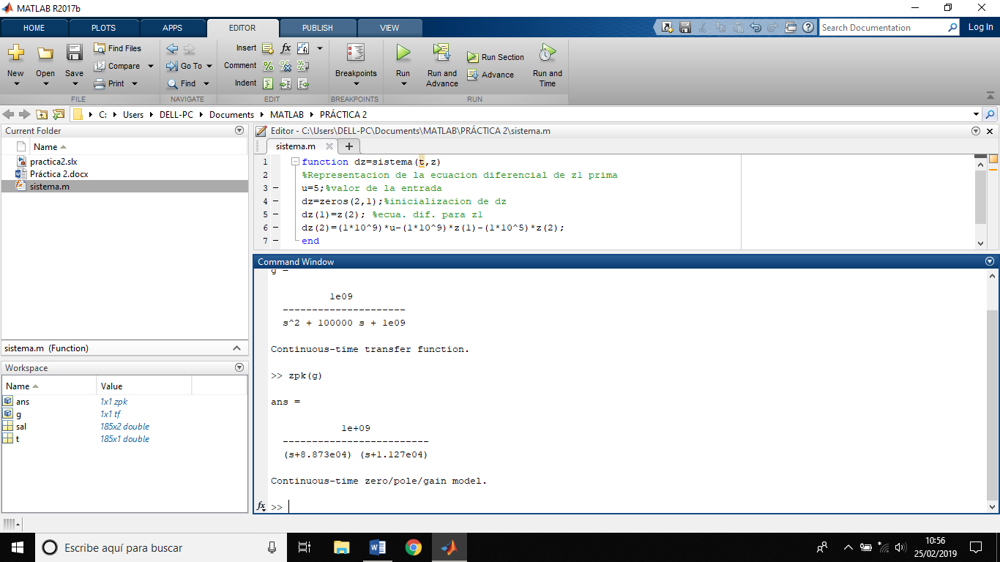 MATLAB R2017b
HOME PLOTS APPS EDITOR PUBLISH VIEW Search Documentation Log In
New Open Save Find Files Compare Print
Go To Find
Insert fx Comment Indent
Breakpoints Run Run and Advance Run Section Advance Run and Time
FILE NAVIGATE EDIT BREAKPOINTS RUN
C: Users DELL-PC Documents MATLAB PRÁCTICA 2
Current Folder
Name
practica2.slx
Práctica 2.docx
sistema.m
sistema.m (Function)
Workspace
Name Value
ans 1x1 zpk
g 1x1 tf
sal 185x2 double
t 185x1 double
Editor - C:\Users\DELL-PC\Documents\MATLAB\PRÁCTICA 2\sistema.m
sistema.m
1 function dz=sistema(t,z)
2 %Representacion de la ecuacion diferencial de z1 prima
3 u=5;%valor de la entrada
4 dz=zeros(2,1);%inicializacion de dz
5 dz(1)=z(2); %ecua. dif. para z1
6 dz(2)=(1*10^9)*u-(1*10^9)*z(1)-(1*10^5)*z(2);
7 end
Command Window
g =
1e09
---------------------
s^2 + 100000 s + 1e09
Continuous-time transfer function.
>> zpk(g)
ans =
1e+09
-------------------------
(s+8.873e04) (s+1.127e04)
Continuous-time zero/pole/gain model.
fx >>
Escribe aquí para buscar
10:56
25/02/2019